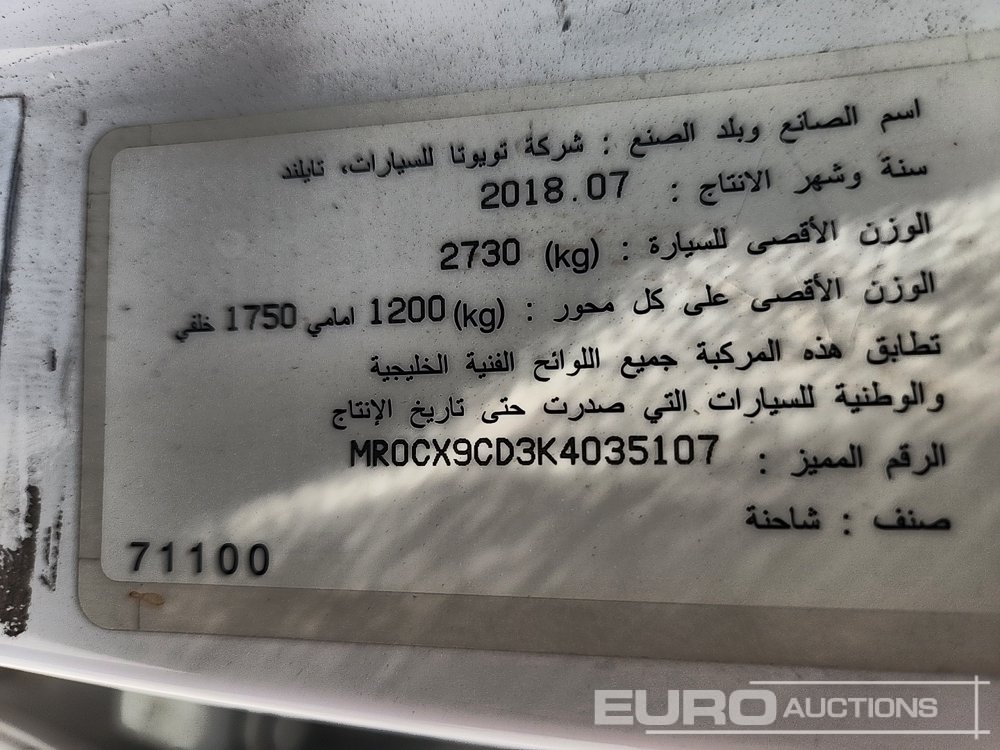 اسم الصانع وبلد الصنع : شركة تويوتا للسيارات، تايلند
سنة وشهر الانتاج : 2018.07
الوزن الأقصى للسيارة : (kg) 2730
الوزن الأقصى على كل محور : (kg) 1200 امامي 1750 خلفي
تطابق هذه المركبة جميع اللوائح الفنية الخليجية
والوطنية للسيارات التي صدرت حتى تاريخ الإنتاج
الرقم المميز : MR0CX9CD3K4035107
صنف : شاحنة
71100
EURO AUCTIONS